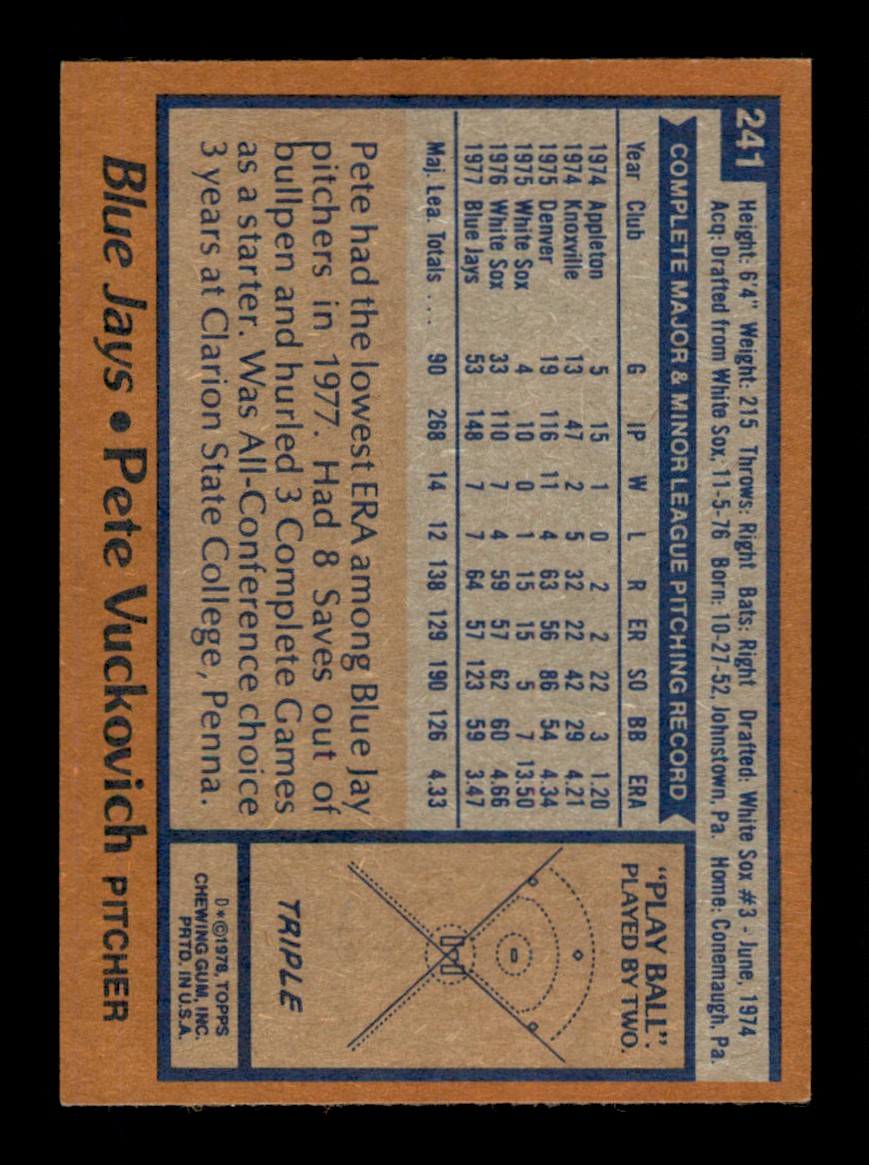 241
Height: 6'4" Weight: 215 Throws: Right Bats: Right Drafted: White Sox #3 - June, 1974
Acq: Drafted from White Sox, 11-5-76 Born: 10-27-52, Johnstown, Pa. Home: Conemaugh, Pa.
COMPLETE MAJOR & MINOR LEAGUE PITCHING RECORD
Year Club G IP W L R ER SO BB ERA
1974 Appleton 5 15 1 0 2 2 22 3 1.20
1974 Knoxville 13 47 2 5 32 22 42 29 4.21
1975 Denver 19 116 11 4 63 56 86 54 4.34
1975 White Sox 4 10 0 1 15 15 5 7 13.50
1976 White Sox 33 110 7 4 59 57 62 60 4.66
1977 Blue Jays 53 148 7 7 64 57 123 59 3.47
Maj. Lea. Totals .... 90 268 14 12 138 129 190 126 4.33
Pete had the lowest ERA among Blue Jay
pitchers in 1977. Had 8 Saves out of
bullpen and hurled 3 Complete Games
as a starter. Was All-Conference choice
3 years at Clarion State College, Penna.
"PLAY BALL":
PLAYED BY TWO.
TRIPLE
D*©1978, TOPPS
CHEWING GUM, INC.
PRTD. IN U.S.A.
Blue Jays • Pete Vuckovich PITCHER